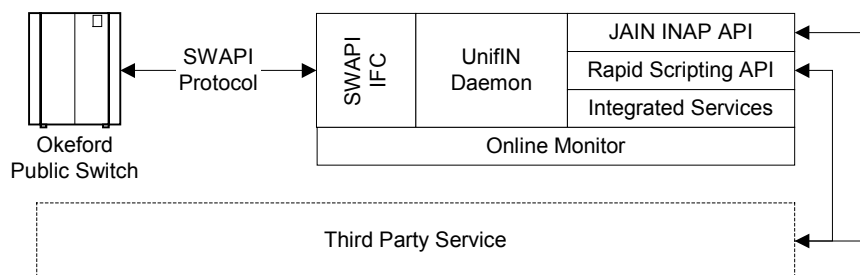 JAIN INAP API
SWAPI
Protocol
SWAPI
IFC
UnifIN
Daemon
Rapid Scripting API
Integrated Services
Okeford
Public Switch
Online Monitor
Third Party Service